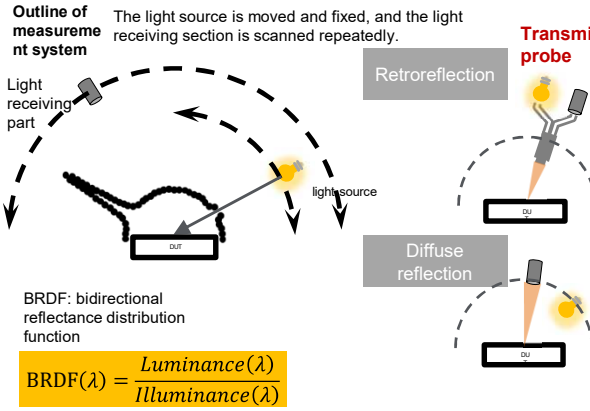 Outline of
measureme
nt system
The light source is moved and fixed, and the light
receiving section is scanned repeatedly.
Light
receiving
part
light source
DUT
BRDF: bidirectional
reflectance distribution
function
BRDF(λ) = Luminance(λ) / Illuminance(λ)
Transmi
probe
Retroreflection
DU
T
Diffuse
reflection
DU
T